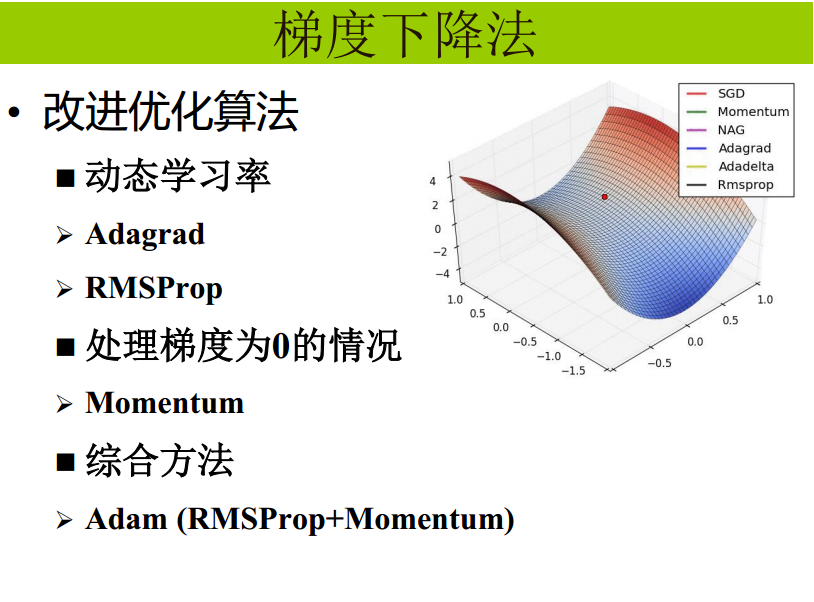 梯度下降法
• 改进优化算法
■ 动态学习率
➢ Adagrad
➢ RMSProp
■ 处理梯度为0的情况
➢ Momentum
■ 综合方法
➢ Adam (RMSProp+Momentum)
SGD
Momentum
NAG
Adagrad
Adadelta
Rmsprop
4
2
0
−2
−4
1.0
0.5
0.0
−0.5
−1.0
−1.5
−0.5
0.0
0.5
1.0